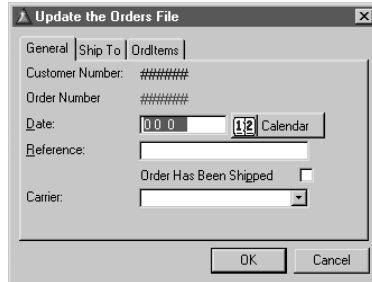 Update the Orders File
General Ship To OrdItems
Customer Number: #######
Order Number #######
Date: 0 0 0 12 Calendar
Reference:
Order Has Been Shipped
Carrier:
OK Cancel